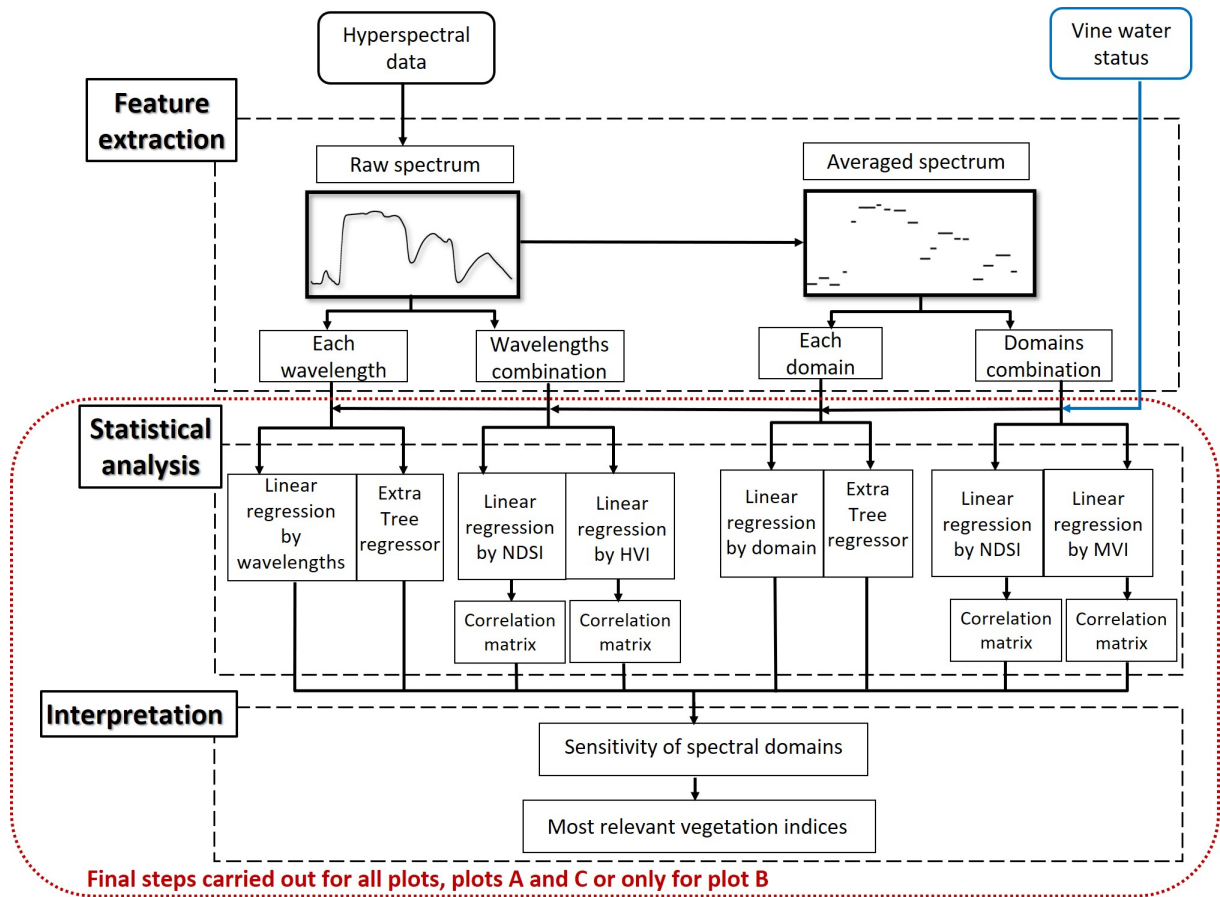 Hyperspectral
data
Vine water
status
Feature
extraction
Raw spectrum
Averaged spectrum
Each
wavelength
Wavelengths
combination
Each
domain
Domains
combination
Statistical
analysis
Linear
regression
by
wavelengths
Extra
Tree
regressor
Linear
regression
by NDSI
Linear
regression
by HVI
Linear
regression
by domain
Extra
Tree
regressor
Linear
regression
by NDSI
Linear
regression
by MVI
Correlation
matrix
Correlation
matrix
Correlation
matrix
Correlation
matrix
Interpretation
Sensitivity of spectral domains
Most relevant vegetation indices
Final steps carried out for all plots, plots A and C or only for plot B